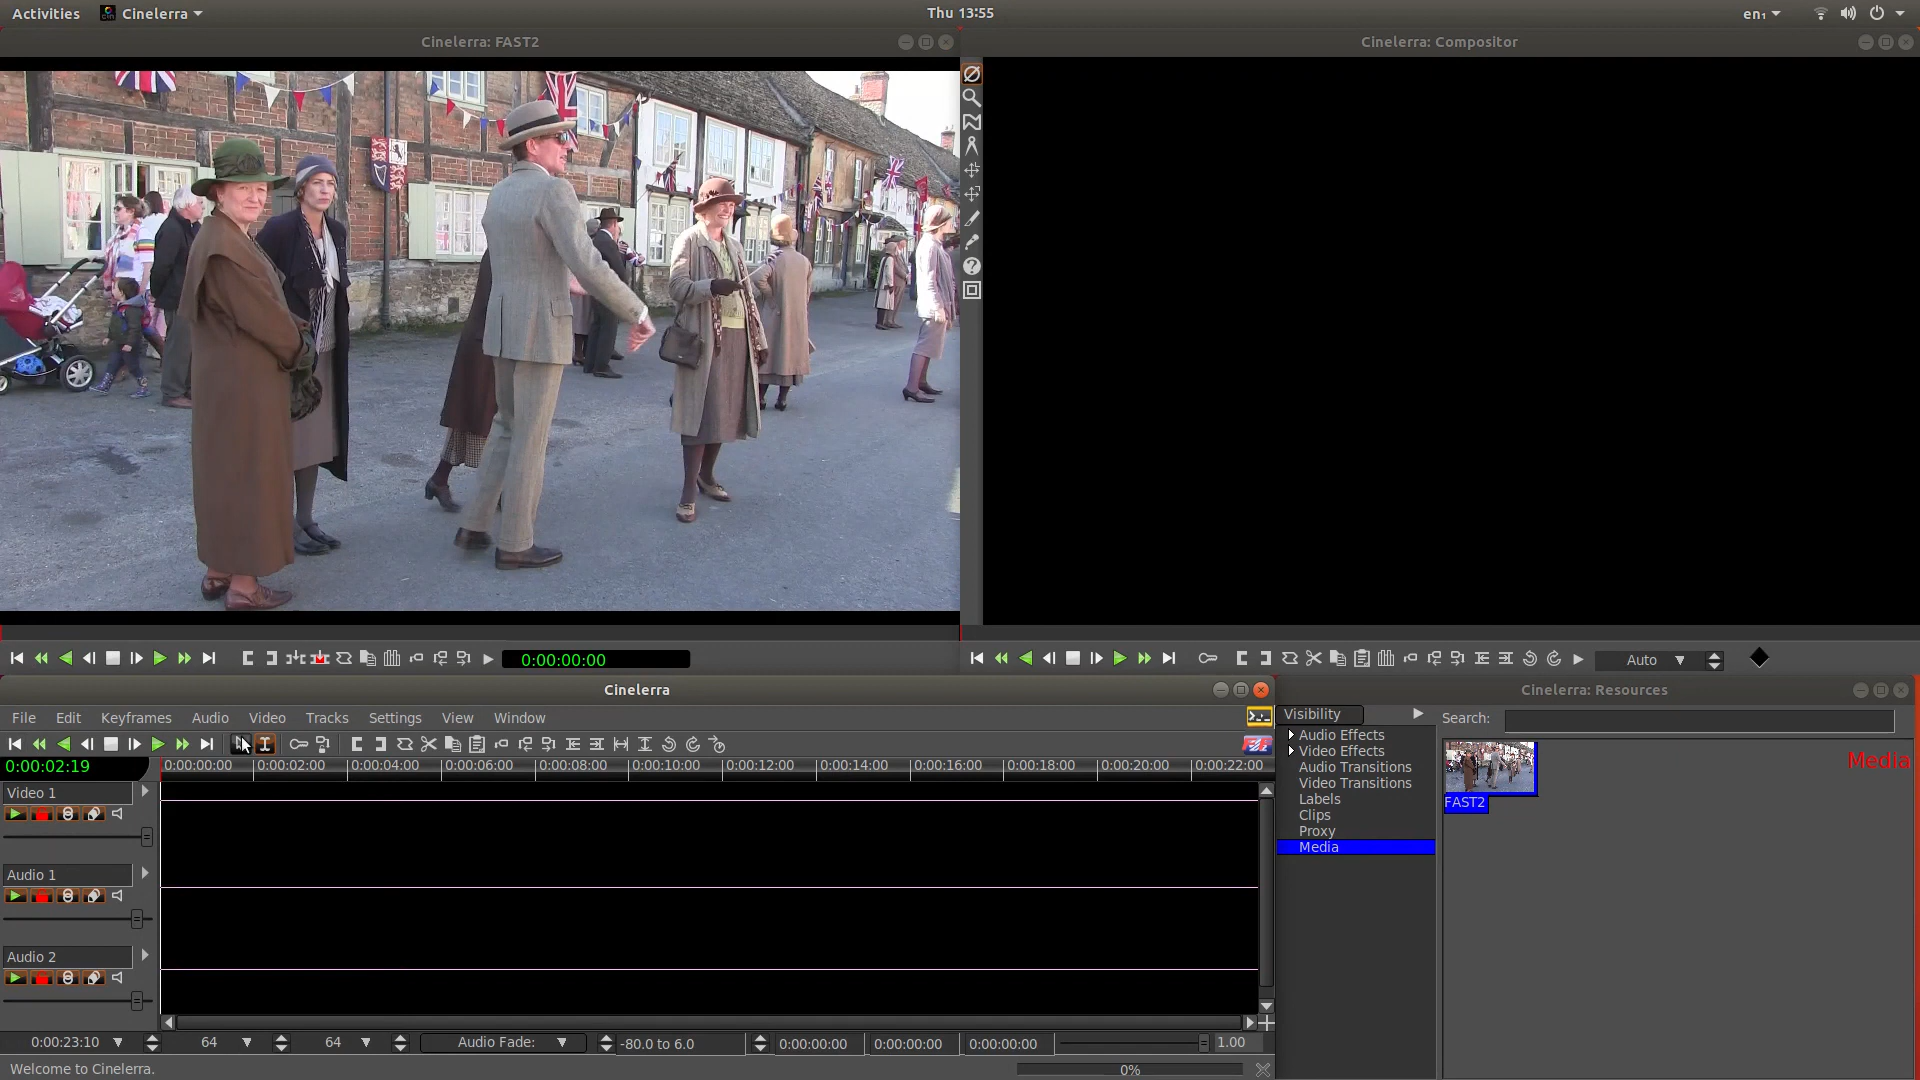 Activities
Cinelerra
Thu 13:55
en₁
Cinelerra: FAST2
Cinelerra: Compositor
0:00:00:00
Auto
Cinelerra
Cinelerra: Resources
File Edit Keyframes Audio Video Tracks Settings View Window
Visibility
Search:
0:00:02:19
0:00:00:00 0:00:02:00 0:00:04:00 0:00:06:00 0:00:08:00 0:00:10:00 0:00:12:00 0:00:14:00 0:00:16:00 0:00:18:00 0:00:20:00 0:00:22:00
Video 1
Audio 1
Audio 2
Audio Effects
Video Effects
Audio Transitions
Video Transitions
Labels
Clips
Proxy
Media
FAST2
Media
0:00:23:10 64 64 Audio Fade: -80.0 to 6.0 0:00:00:00 0:00:00:00 0:00:00:00 1.00
Welcome to Cinelerra.
0%